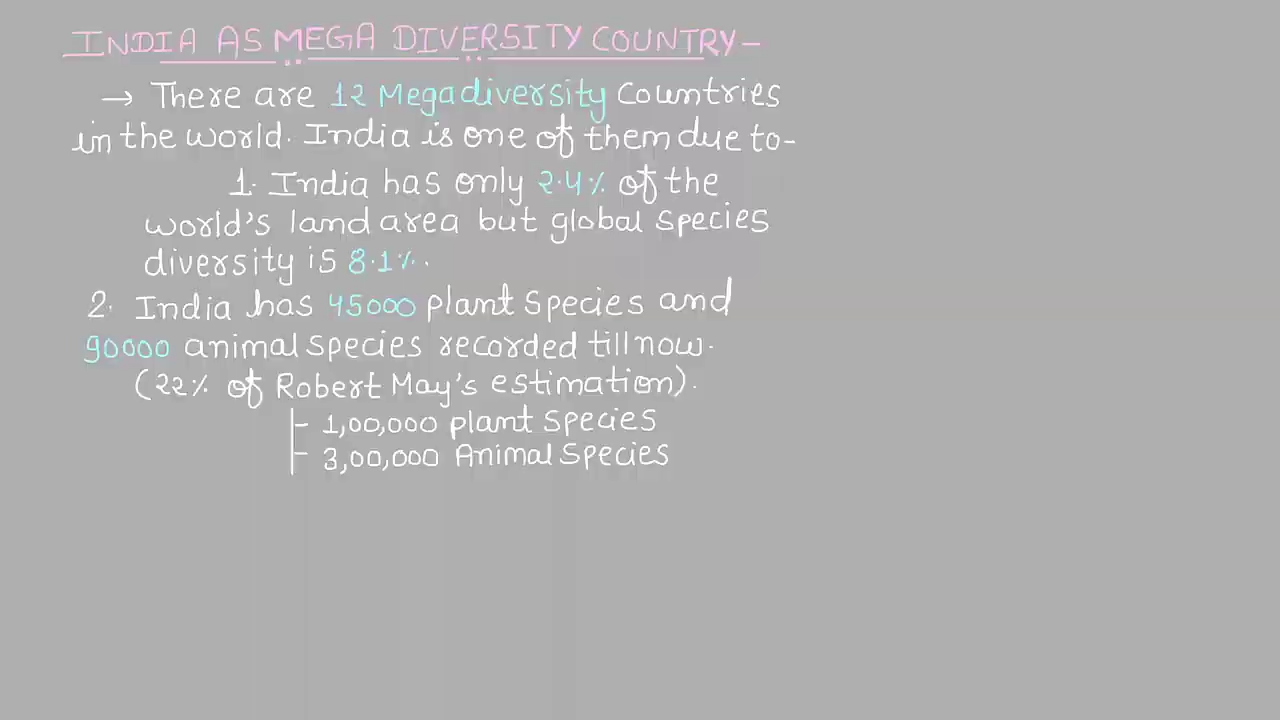 INDIA AS MEGA DIVERSITY COUNTRY-
→ There are 12 Megadiversity Countries
in the world. India is one of them due to-
1. India has only 2.4% of the
world's land area but global species
diversity is 8.1%.
2. India has 45000 plant species and
90000 animal species recorded till now.
(22% of Robert May's estimation).
- 1,00,000 plant species
- 3,00,000 Animal Species